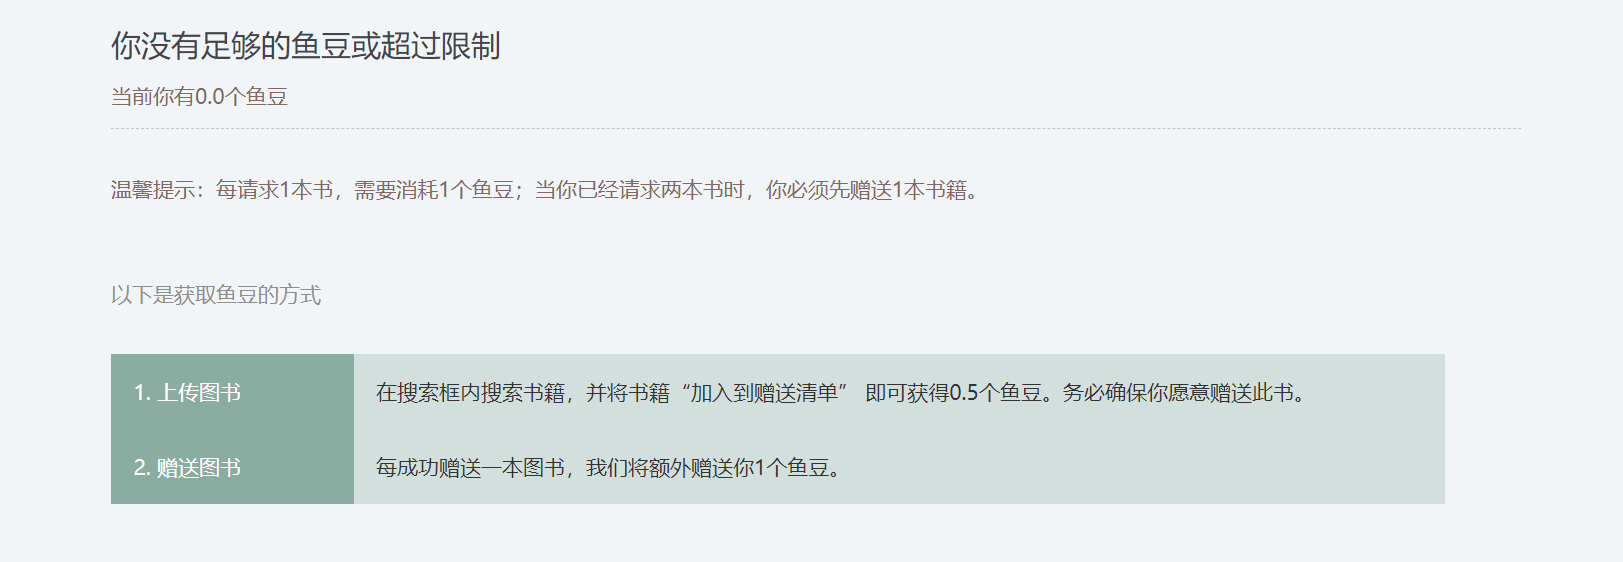 你没有足够的鱼豆或超过限制
当前你有0.0个鱼豆
温馨提示：每请求1本书，需要消耗1个鱼豆；当你已经请求两本书时，你必须先赠送1本书籍。
以下是获取鱼豆的方式
1. 上传图书 在搜索框内搜索书籍，并将书籍“加入到赠送清单” 即可获得0.5个鱼豆。务必确保你愿意赠送此书。
2. 赠送图书 每成功赠送一本图书，我们将额外赠送你1个鱼豆。